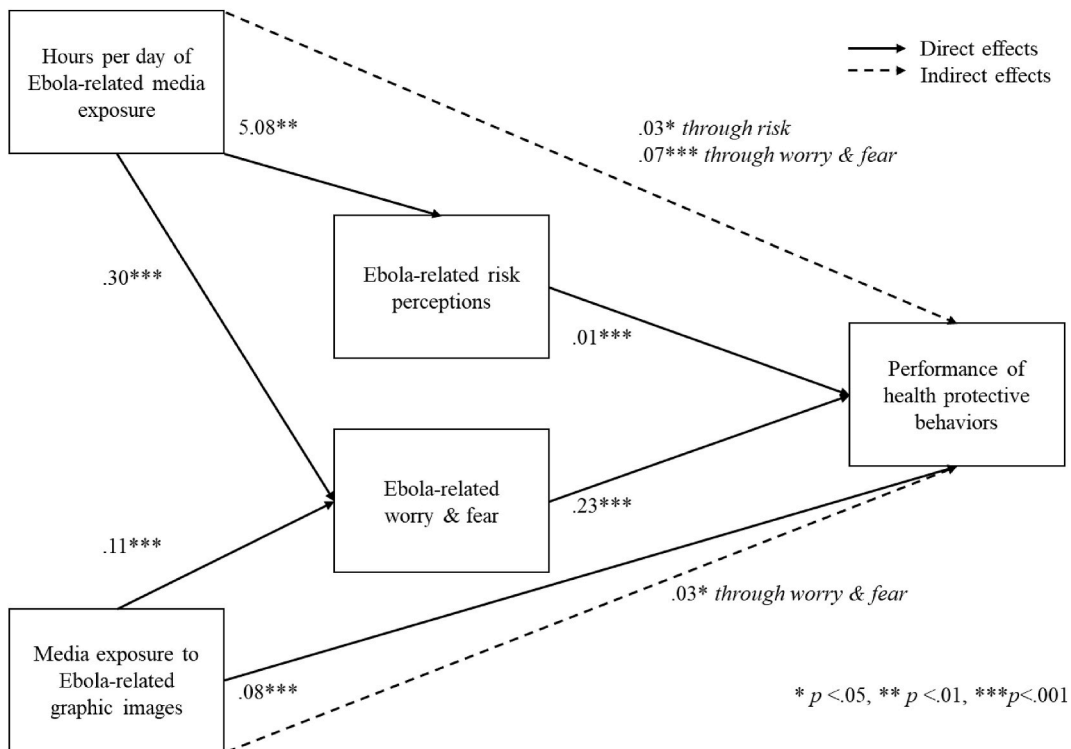 Hours per day of
Ebola-related media
exposure
Direct effects
Indirect effects
5.08**
.03* through risk
.07*** through worry & fear
.30***
Ebola-related risk
perceptions
.01***
Performance of
health protective
behaviors
Ebola-related
worry & fear
.23***
.11***
.03* through worry & fear
Media exposure to
Ebola-related
graphic images
.08***
* p <.05, ** p <.01, ***p<.001